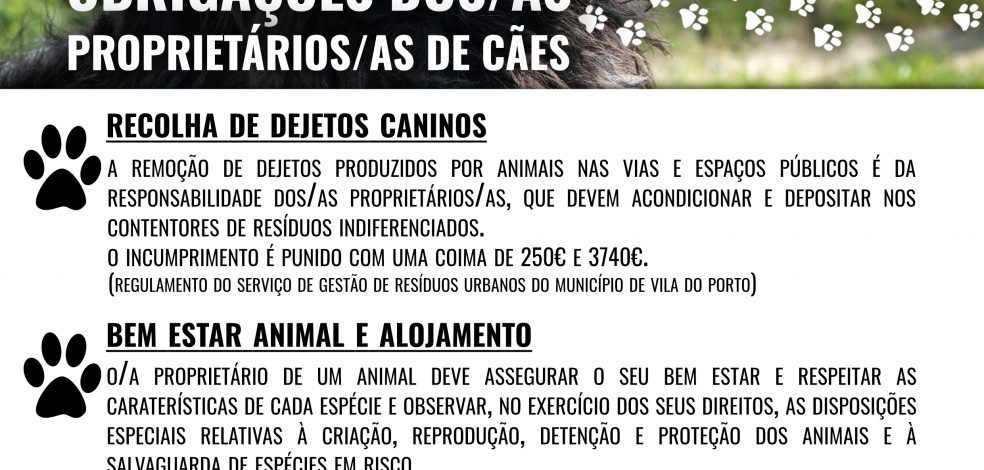 OBRIGAÇÕES DOS/AS
PROPRIETÁRIOS/AS DE CÃES
RECOLHA DE DEJETOS CANINOS
A REMOÇÃO DE DEJETOS PRODUZIDOS POR ANIMAIS NAS VIAS E ESPAÇOS PÚBLICOS É DA
RESPONSABILIDADE DOS/AS PROPRIETÁRIOS/AS, QUE DEVEM ACONDICIONAR E DEPOSITAR NOS
CONTENTORES DE RESÍDUOS INDIFERENCIADOS.
O INCUMPRIMENTO É PUNIDO COM UMA COIMA DE 250€ E 3740€.
(REGULAMENTO DO SERVIÇO DE GESTÃO DE RESÍDUOS URBANOS DO MUNICÍPIO DE VILA DO PORTO)
BEM ESTAR ANIMAL E ALOJAMENTO
O/A PROPRIETÁRIO DE UM ANIMAL DEVE ASSEGURAR O SEU BEM ESTAR E RESPEITAR AS
CARATERÍSTICAS DE CADA ESPÉCIE E OBSERVAR, NO EXERCÍCIO DOS SEUS DIREITOS, AS DISPOSIÇÕES
ESPECIAIS RELATIVAS À CRIAÇÃO, REPRODUÇÃO, DETENÇÃO E PROTEÇÃO DOS ANIMAIS E À
SALVAGUARDA DE ESPÉCIES EM RISCO